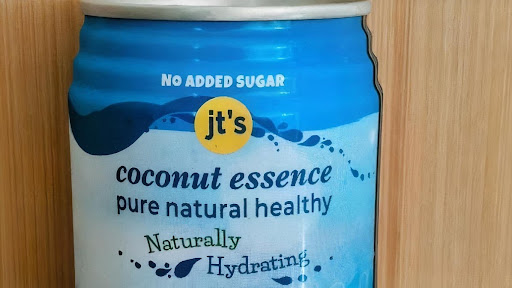 NO ADDED SUGAR
jt's
coconut essence
pure natural healthy
Naturally
Hydrating